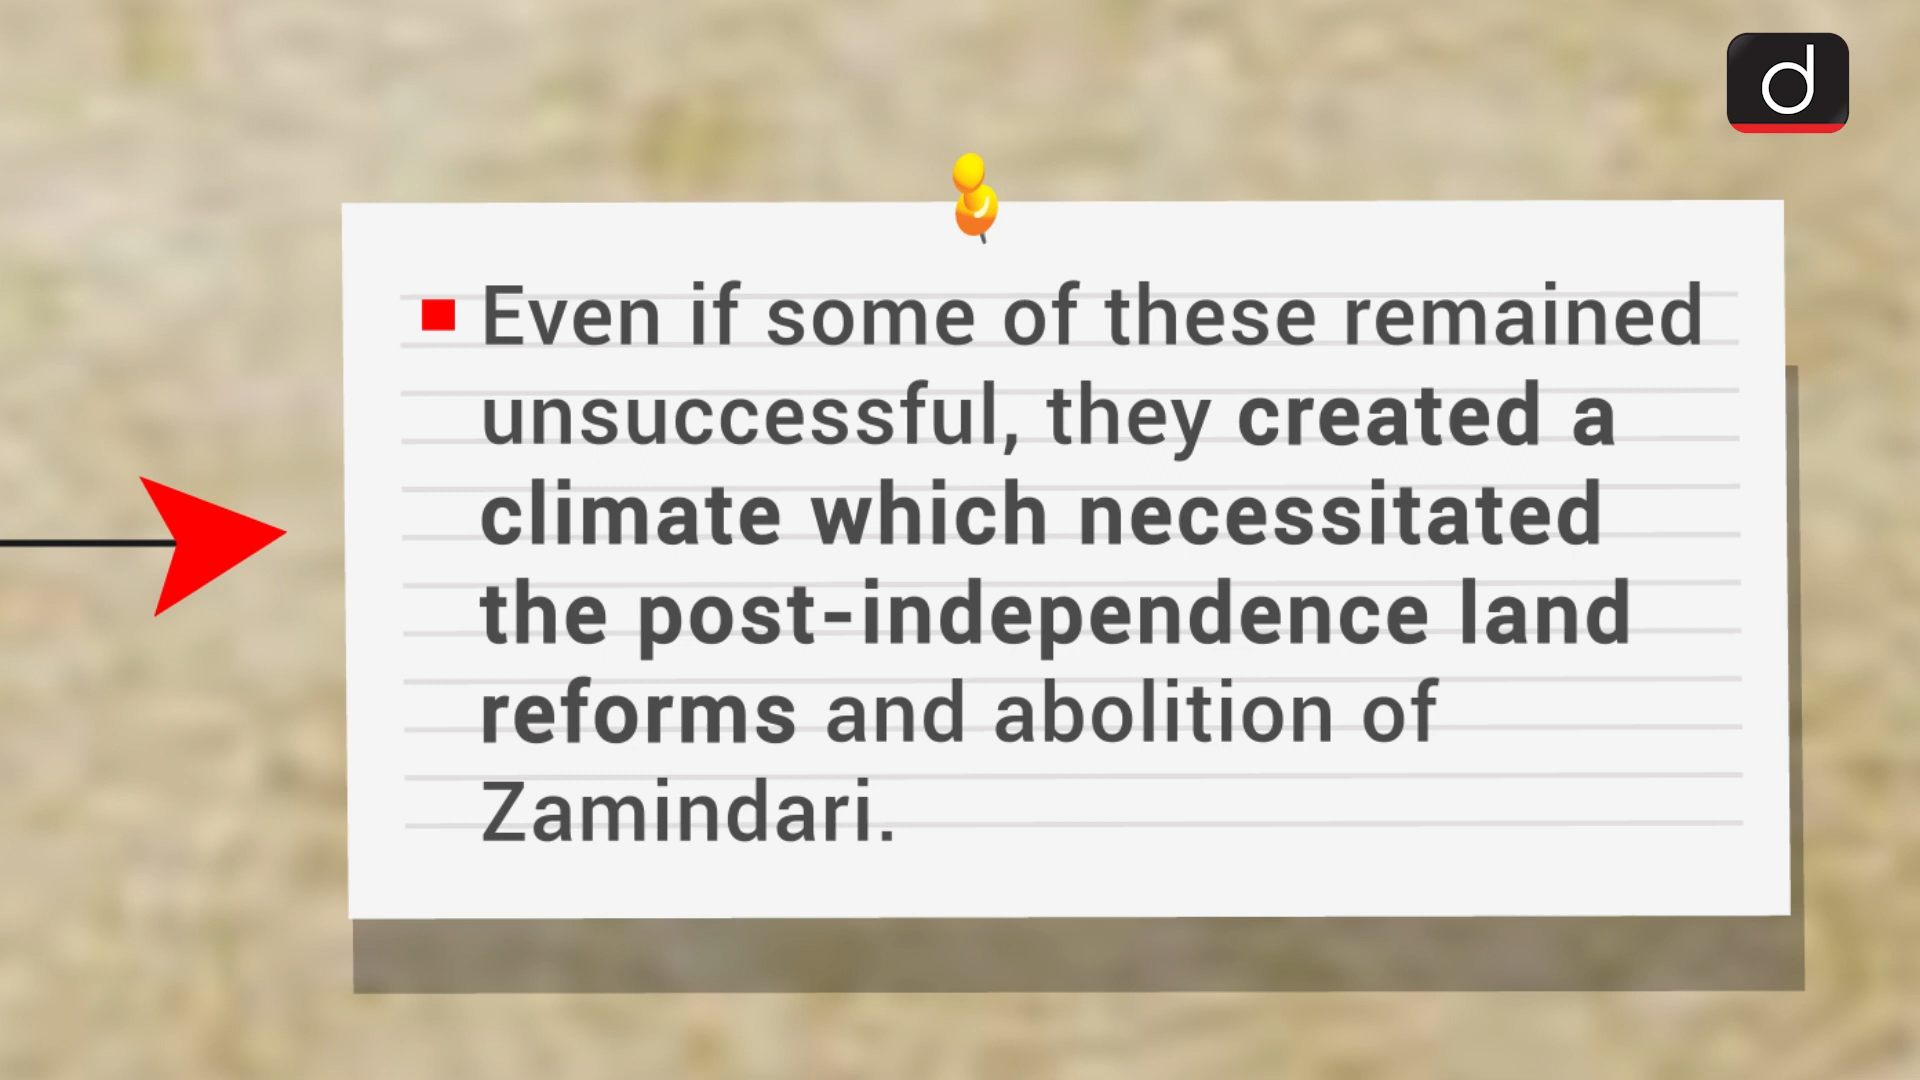 d
Even if some of these remained
unsuccessful, they created a
climate which necessitated
the post-independence land
reforms and abolition of
Zamindari.